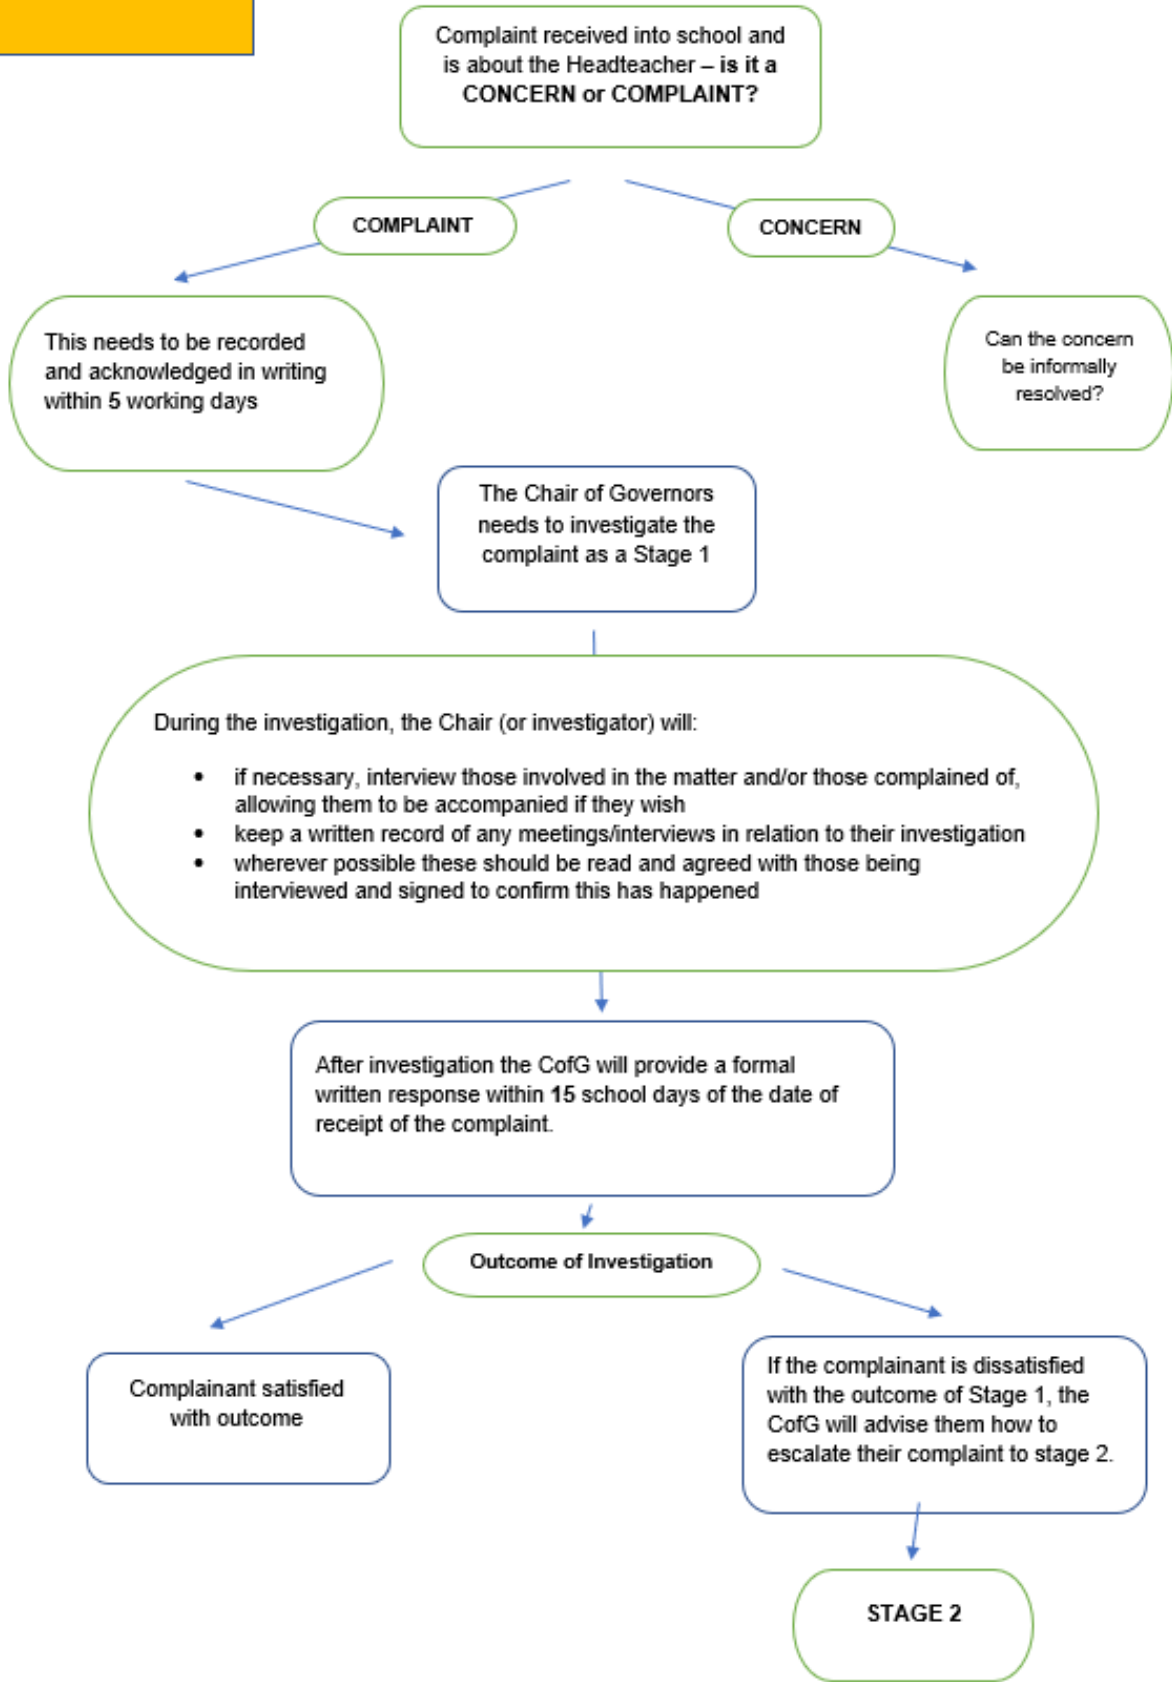 Complaint received into school and
is about the Headteacher – is it a
CONCERN or COMPLAINT?
COMPLAINT
CONCERN
This needs to be recorded
and acknowledged in writing
within 5 working days
Can the concern
be informally
resolved?
The Chair of Governors
needs to investigate the
complaint as a Stage 1
During the investigation, the Chair (or investigator) will:
• if necessary, interview those involved in the matter and/or those complained of,
allowing them to be accompanied if they wish
• keep a written record of any meetings/interviews in relation to their investigation
• wherever possible these should be read and agreed with those being
interviewed and signed to confirm this has happened
After investigation the CofG will provide a formal
written response within 15 school days of the date of
receipt of the complaint.
Outcome of Investigation
Complainant satisfied
with outcome
If the complainant is dissatisfied
with the outcome of Stage 1, the
CofG will advise them how to
escalate their complaint to stage 2.
STAGE 2